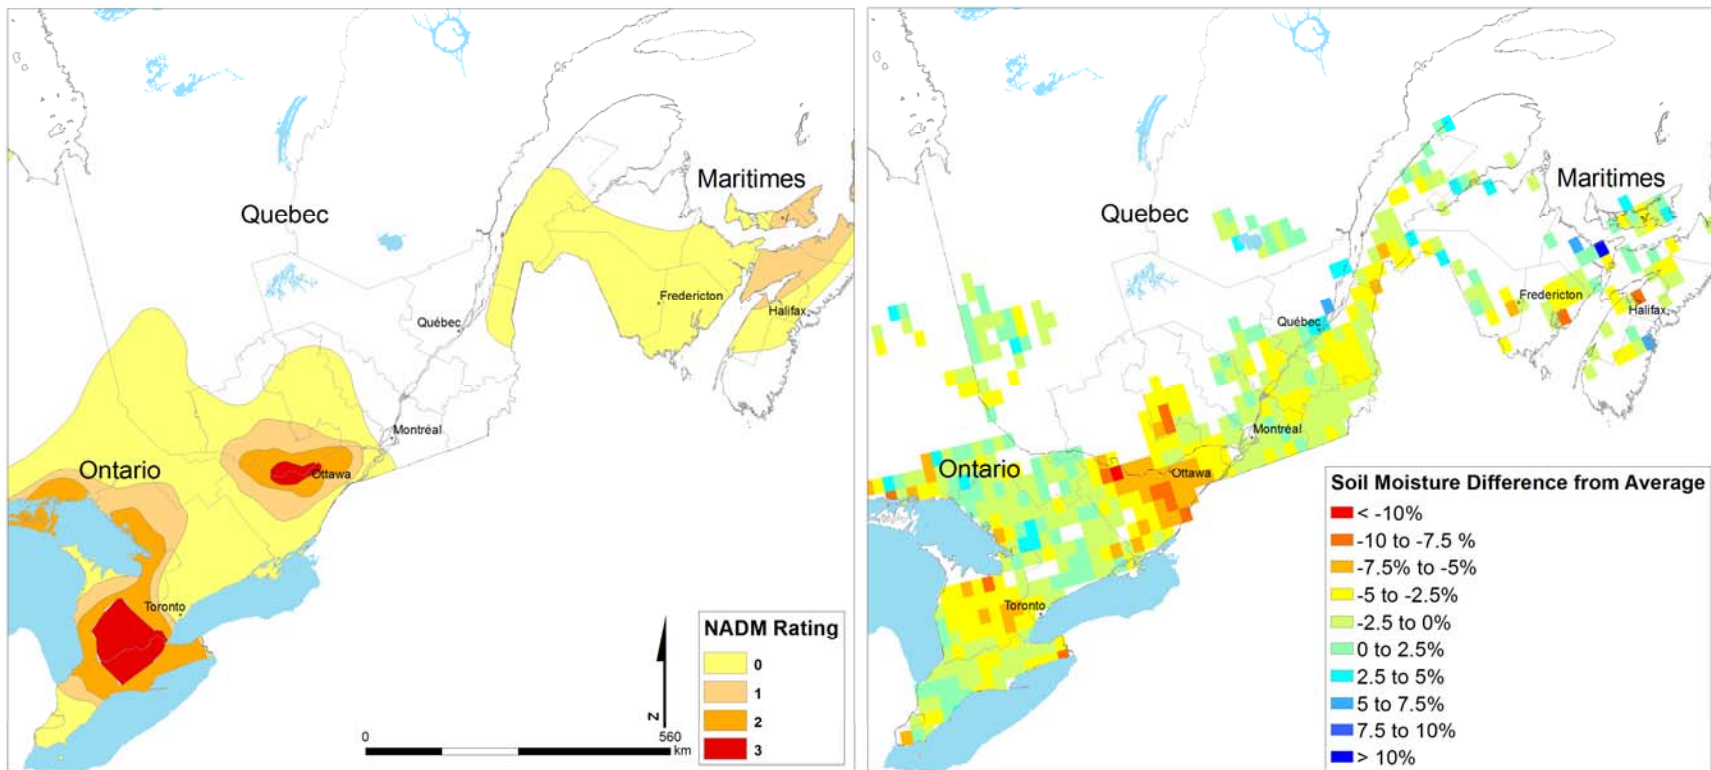 Quebec
Maritimes
Fredericton
Halifax
Québec
Montréal
Ontario
Ottawa
Toronto
NADM Rating
0
1
2
3
N
0
560
km
Quebec
Maritimes
Fredericton
Halifax
Québec
Montréal
Ontario
Ottawa
Toronto
Soil Moisture Difference from Average
< -10%
-10 to -7.5 %
-7.5% to -5%
-5 to -2.5%
-2.5 to 0%
0 to 2.5%
2.5 to 5%
5 to 7.5%
7.5 to 10%
> 10%